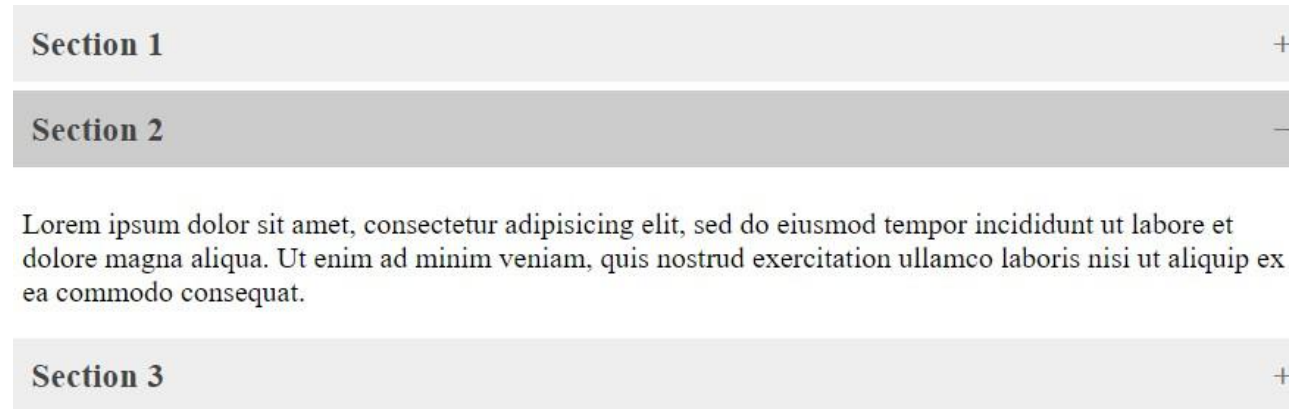 Section 1 +
Section 2 −
Lorem ipsum dolor sit amet, consectetur adipisicing elit, sed do eiusmod tempor incididunt ut labore et
dolore magna aliqua. Ut enim ad minim veniam, quis nostrud exercitation ullamco laboris nisi ut aliquip ex
ea commodo consequat.
Section 3 +